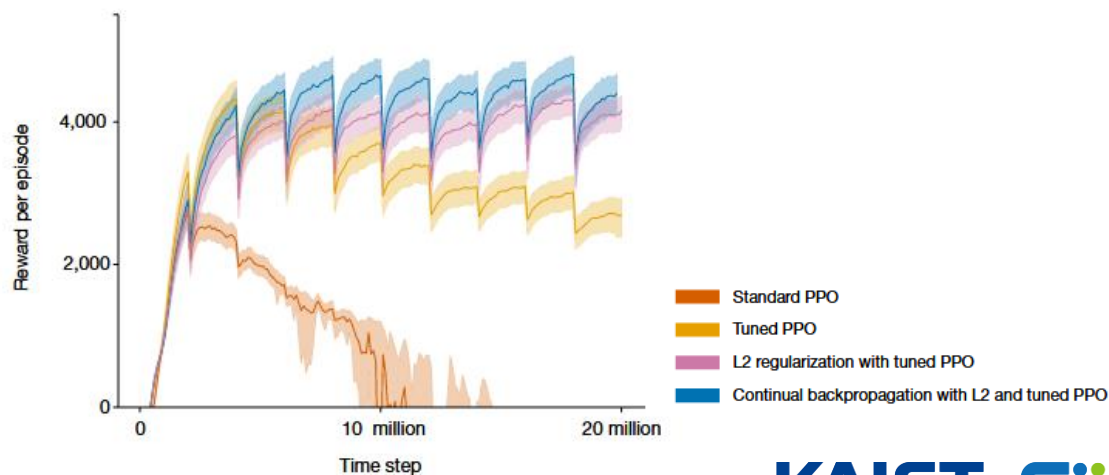 Reward per episode
4,000
2,000
0
0
10 million
20 million
Time step
Standard PPO
Tuned PPO
L2 regularization with tuned PPO
Continual backpropagation with L2 and tuned PPO
KAIST